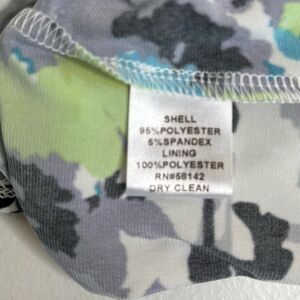 SHELL
95%POLYESTER
5%SPANDEX
LINING
100%POLYESTER
RN#58142
DRY CLEAN